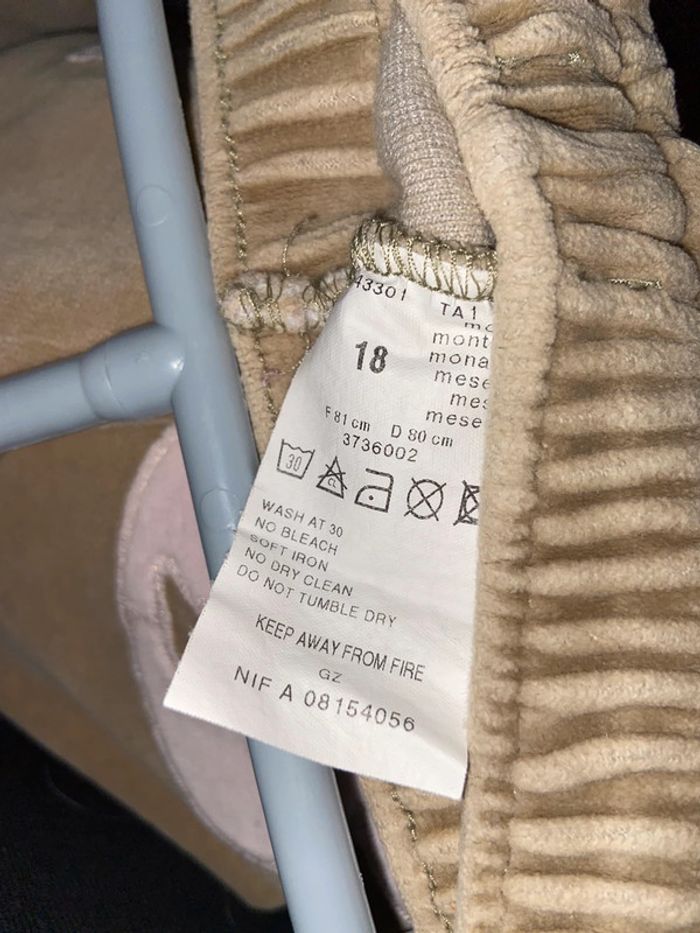 43301 TA1
18
mont
mona
mese
mes
mese
F 81 cm D 80 cm
3736002
30
CL
WASH AT 30
NO BLEACH
SOFT IRON
NO DRY CLEAN
DO NOT TUMBLE DRY
KEEP AWAY FROM FIRE
GZ
NIF A 08154056